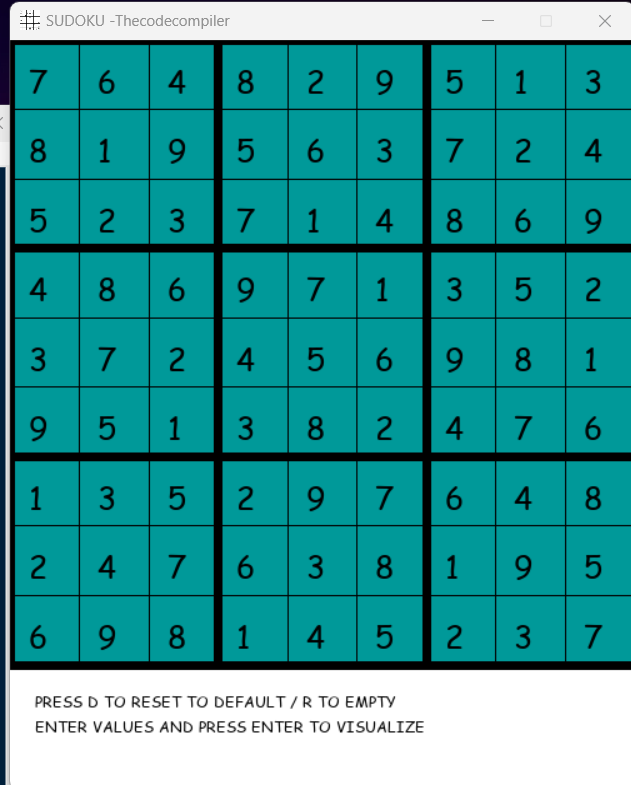 SUDOKU -Thecodecompiler
7 6 4 8 2 9 5 1 3
8 1 9 5 6 3 7 2 4
5 2 3 7 1 4 8 6 9
4 8 6 9 7 1 3 5 2
3 7 2 4 5 6 9 8 1
9 5 1 3 8 2 4 7 6
1 3 5 2 9 7 6 4 8
2 4 7 6 3 8 1 9 5
6 9 8 1 4 5 2 3 7
PRESS D TO RESET TO DEFAULT / R TO EMPTY
ENTER VALUES AND PRESS ENTER TO VISUALIZE